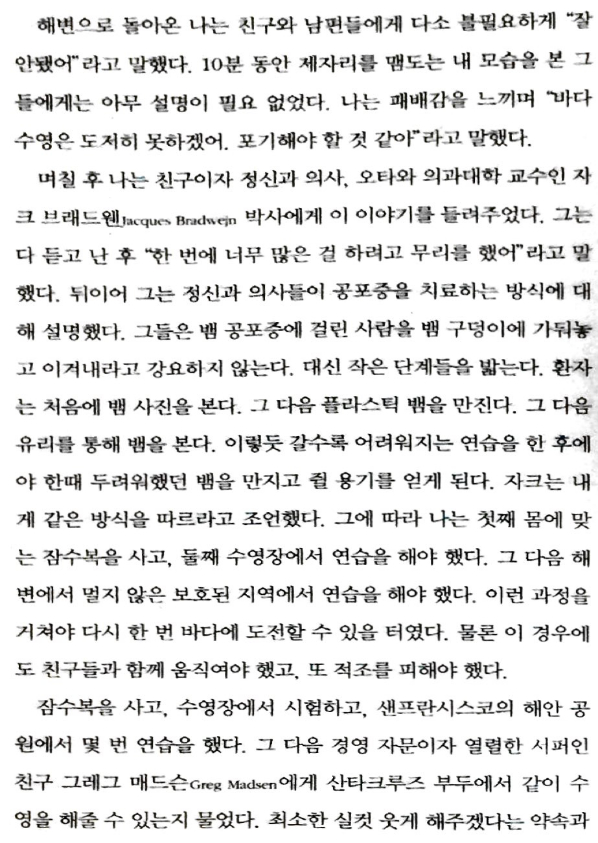 해변으로 돌아온 나는 친구와 남편들에게 다소 불필요하게 “잘
안됐어”라고 말했다. 10분 동안 제자리를 맴도는 내 모습을 본 그
들에게는 아무 설명이 필요 없었다. 나는 패배감을 느끼며 “바다
수영은 도저히 못하겠어. 포기해야 할 것 같아”라고 말했다.
며칠 후 나는 친구이자 정신과 의사, 오타와 의과대학 교수인 자
크 브래드웬Jacques Bradwejn 박사에게 이 이야기를 들려주었다. 그는
다 듣고 난 후 “한 번에 너무 많은 걸 하려고 무리를 했어”라고 말
했다. 뒤이어 그는 정신과 의사들이 공포증을 치료하는 방식에 대
해 설명했다. 그들은 뱀 공포증에 걸린 사람을 뱀 구덩이에 가둬놓
고 이겨내라고 강요하지 않는다. 대신 작은 단계들을 밟는다. 환자
는 처음에 뱀 사진을 본다. 그 다음 플라스틱 뱀을 만진다. 그 다음
유리를 통해 뱀을 본다. 이렇듯 갈수록 어려워지는 연습을 한 후에
야 한때 두려워했던 뱀을 만지고 쥘 용기를 얻게 된다. 자크는 내
게 같은 방식을 따르라고 조언했다. 그에 따라 나는 첫째 몸에 맞
는 잠수복을 사고, 둘째 수영장에서 연습을 해야 했다. 그 다음 해
변에서 멀지 않은 보호된 지역에서 연습을 해야 했다. 이런 과정을
거쳐야 다시 한 번 바다에 도전할 수 있을 터였다. 물론 이 경우에
도 친구들과 함께 움직여야 했고, 또 적조를 피해야 했다.
잠수복을 사고, 수영장에서 시험하고, 샌프란시스코의 해안 공
원에서 몇 번 연습을 했다. 그 다음 경영 자문이자 열렬한 서퍼인
친구 그레그 매드슨Greg Madsen에게 산타크루즈 부두에서 같이 수
영을 해줄 수 있는지 물었다. 최소한 실컷 웃게 해주겠다는 약속과